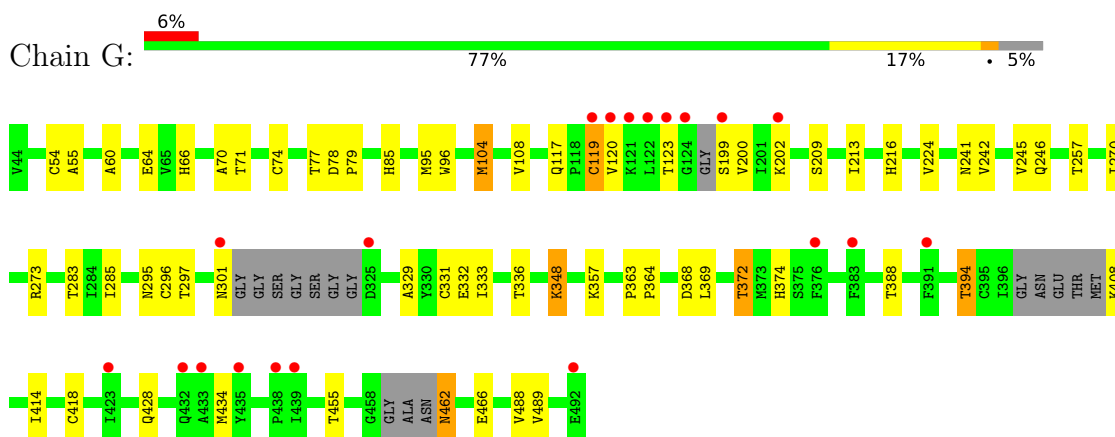 6%
Chain G:
77% 17% • 5%
V44 C54 A55 A60 E64 V65 H66 A70 T71 C74 T77 D78 P79 H85 M95 W96 M104 V108 Q117 P118 C119 V120 K121 L122 T123 G124 GLY S199 V200 I201 K202 S209 I213 H216 V224 N241 V242 V245 Q246 T257
R273 T283 I284 I285 N295 C296 T297 N301 GLY GLY SER GLY SER GLY GLY D325 A329 Y330 C331 E332 I333 T336 K348 K357 P363 P364 D368 L369 T372 M373 H374 S375 F376 F383 T388 F391 T394 C395 I396 GLY ASN GLU THR MET K408
I414 C418 I423 Q428 Q432 A433 M434 Y435 P438 I439 T455 G458 GLY ALA ASN N462 E466 V488 V489 E492